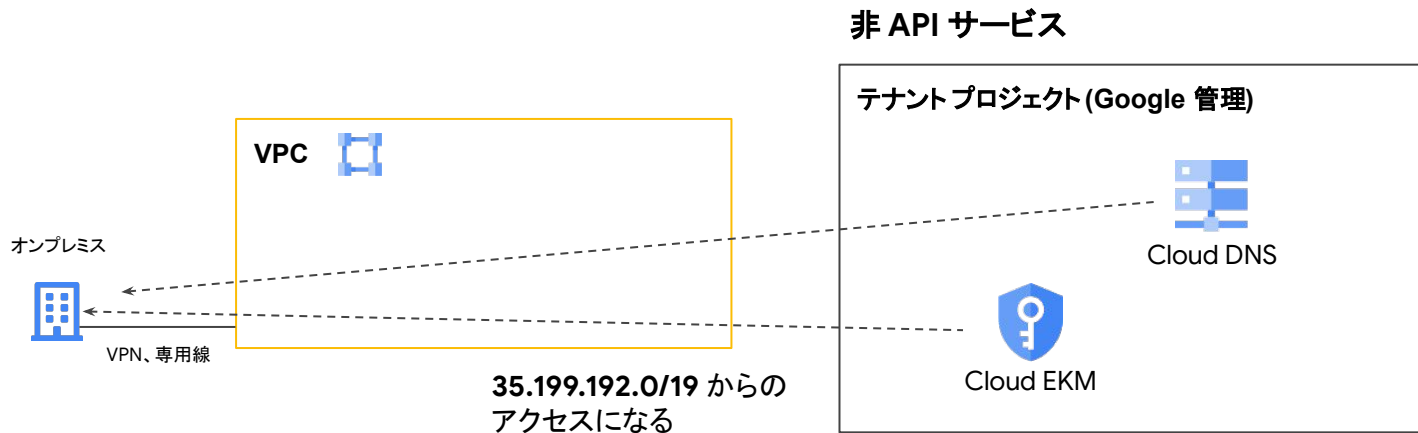 非 API サービス
テナント プロジェクト (Google 管理)
VPC
Cloud DNS
オンプレミス
VPN、専用線
Cloud EKM
35.199.192.0/19 からの
アクセスになる